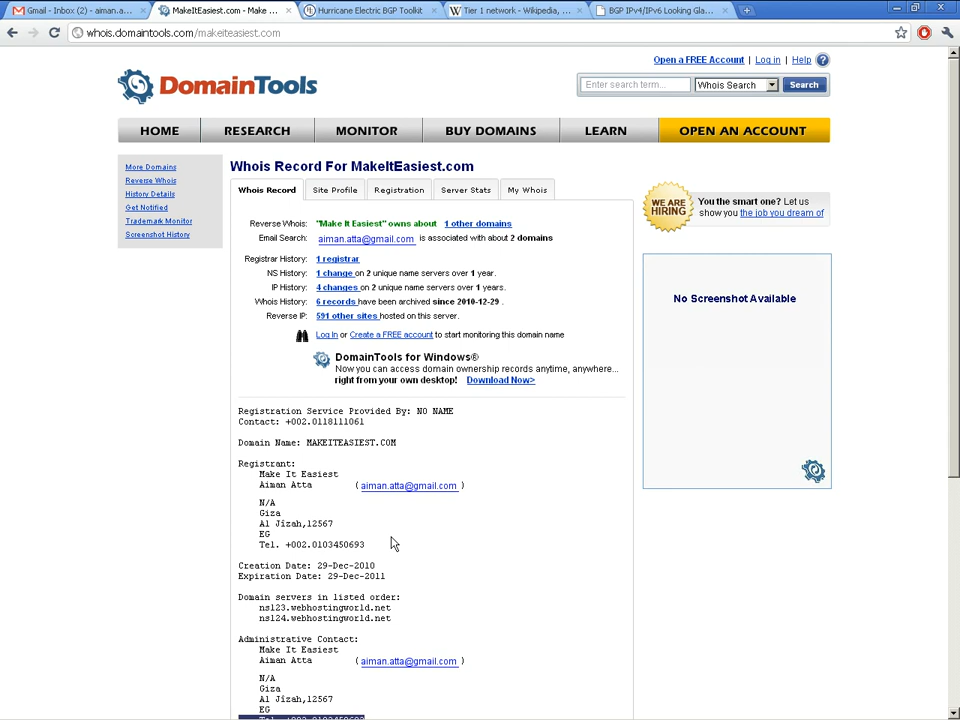 Gmail - Inbox (2) - aiman.a...
MakeItEasiest.com - Make ...
Hurricane Electric BGP Toolkit
Tier 1 network - Wikipedia, ...
BGP IPv4/IPv6 Looking Gla...
whois.domaintools.com/makeiteasiest.com
Open a FREE Account | Log in | Help ?
DomainTools
Enter search term... Whois Search Search
HOME RESEARCH MONITOR BUY DOMAINS LEARN OPEN AN ACCOUNT
More Domains
Reverse Whois
History Details
Get Notified
Trademark Monitor
Screenshot History
Whois Record For MakeItEasiest.com
Whois Record Site Profile Registration Server Stats My Whois
Reverse Whois: "Make It Easiest" owns about 1 other domains
Email Search: aiman.atta@gmail.com is associated with about 2 domains
Registrar History: 1 registrar
NS History: 1 change on 2 unique name servers over 1 year.
IP History: 4 changes on 2 unique name servers over 1 years.
Whois History: 6 records have been archived since 2010-12-29 .
Reverse IP: 591 other sites hosted on this server.
Log In or Create a FREE account to start monitoring this domain name
DomainTools for Windows®
Now you can access domain ownership records anytime, anywhere...
right from your own desktop! Download Now>
Registration Service Provided By: NO NAME
Contact: +002.0118111061
Domain Name: MAKEITEASIEST.COM
Registrant:
Make It Easiest
Aiman Atta (aiman.atta@gmail.com )
N/A
Giza
Al Jizah,12567
EG
Tel. +002.0103450693
Creation Date: 29-Dec-2010
Expiration Date: 29-Dec-2011
Domain servers in listed order:
ns123.webhostingworld.net
ns124.webhostingworld.net
Administrative Contact:
Make It Easiest
Aiman Atta (aiman.atta@gmail.com )
N/A
Giza
Al Jizah,12567
EG
Tel. +002.0103450693
WE ARE
HIRING
You the smart one? Let us
show you the job you dream of
No Screenshot Available